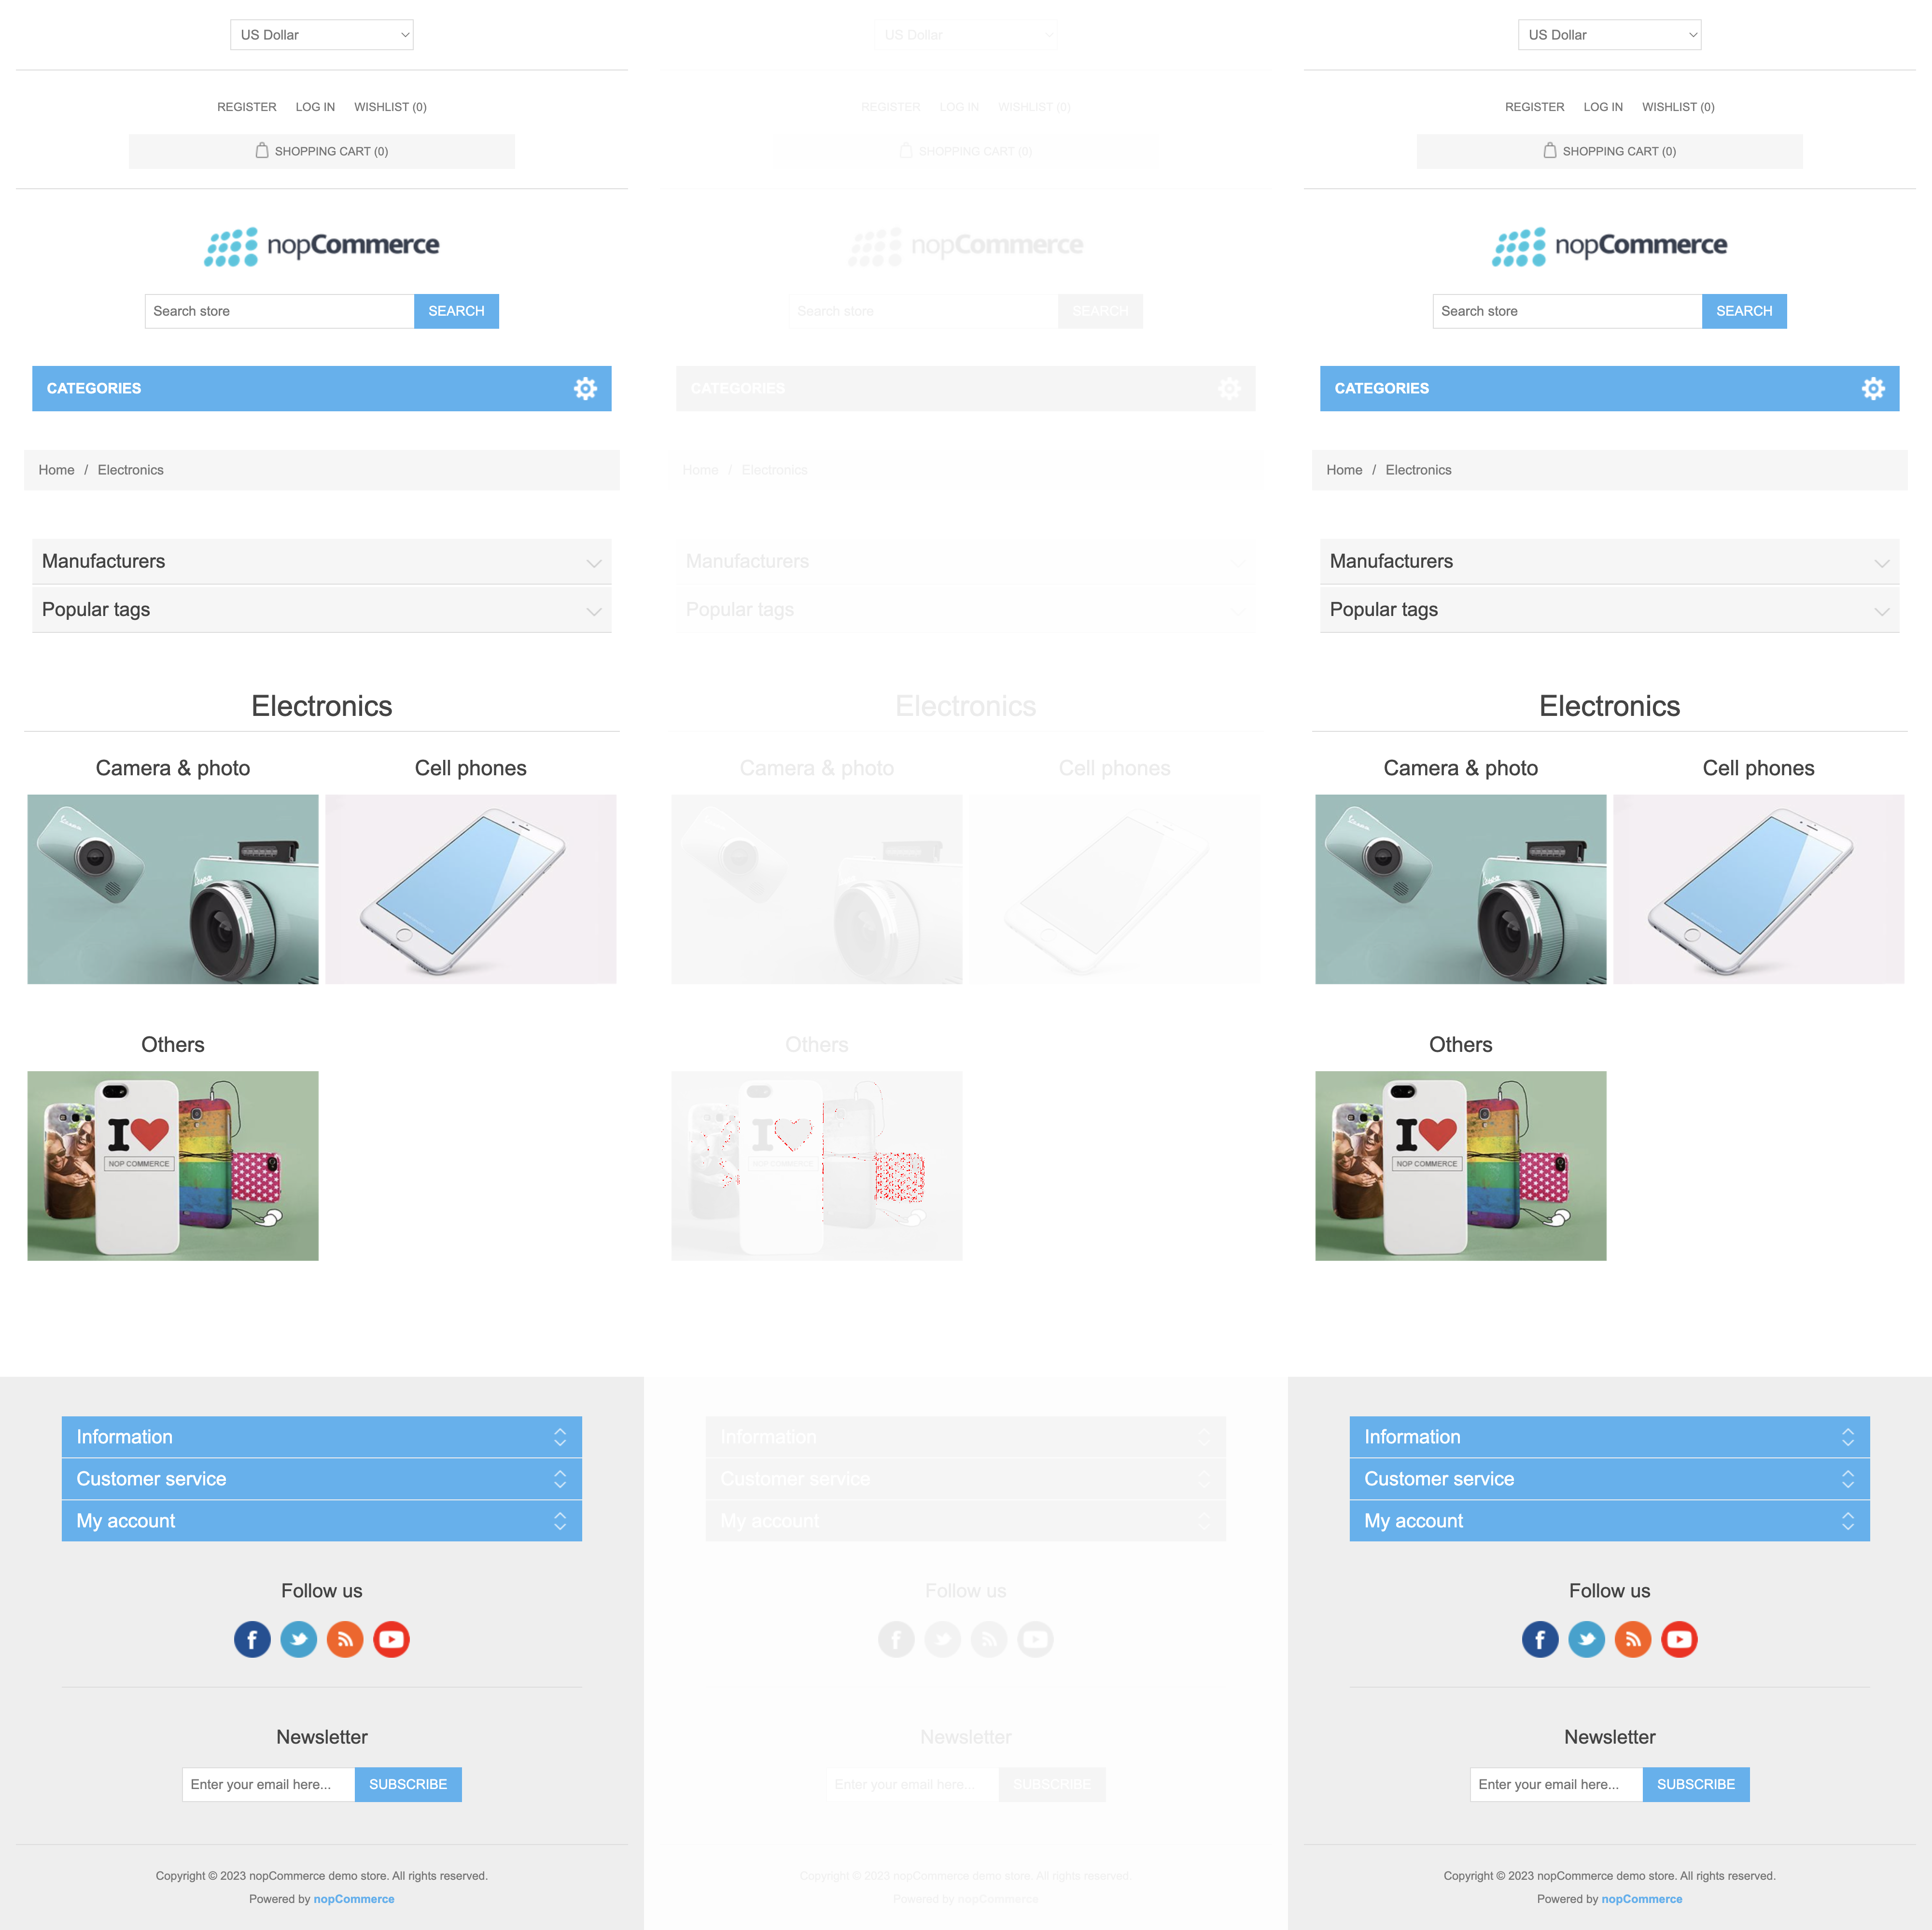 US Dollar
REGISTER LOG IN WISHLIST (0)
SHOPPING CART (0)
nopCommerce
Search store SEARCH
CATEGORIES
Home / Electronics
Manufacturers
Popular tags
Electronics
Camera & photo Cell phones
Others
I
NOP COMMERCE
Information
Customer service
My account
Follow us
Newsletter
Enter your email here... SUBSCRIBE
Copyright © 2023 nopCommerce demo store. All rights reserved.
Powered by nopCommerce
US Dollar
REGISTER LOG IN WISHLIST (0)
SHOPPING CART (0)
nopCommerce
Search store SEARCH
CATEGORIES
Home / Electronics
Manufacturers
Popular tags
Electronics
Camera & photo Cell phones
Others
I
NOP COMMERCE
Information
Customer service
My account
Follow us
Newsletter
Enter your email here... SUBSCRIBE
Copyright © 2023 nopCommerce demo store. All rights reserved.
Powered by nopCommerce
US Dollar
REGISTER LOG IN WISHLIST (0)
SHOPPING CART (0)
nopCommerce
Search store SEARCH
CATEGORIES
Home / Electronics
Manufacturers
Popular tags
Electronics
Camera & photo Cell phones
Others
I
NOP COMMERCE
Information
Customer service
My account
Follow us
Newsletter
Enter your email here... SUBSCRIBE
Copyright © 2023 nopCommerce demo store. All rights reserved.
Powered by nopCommerce